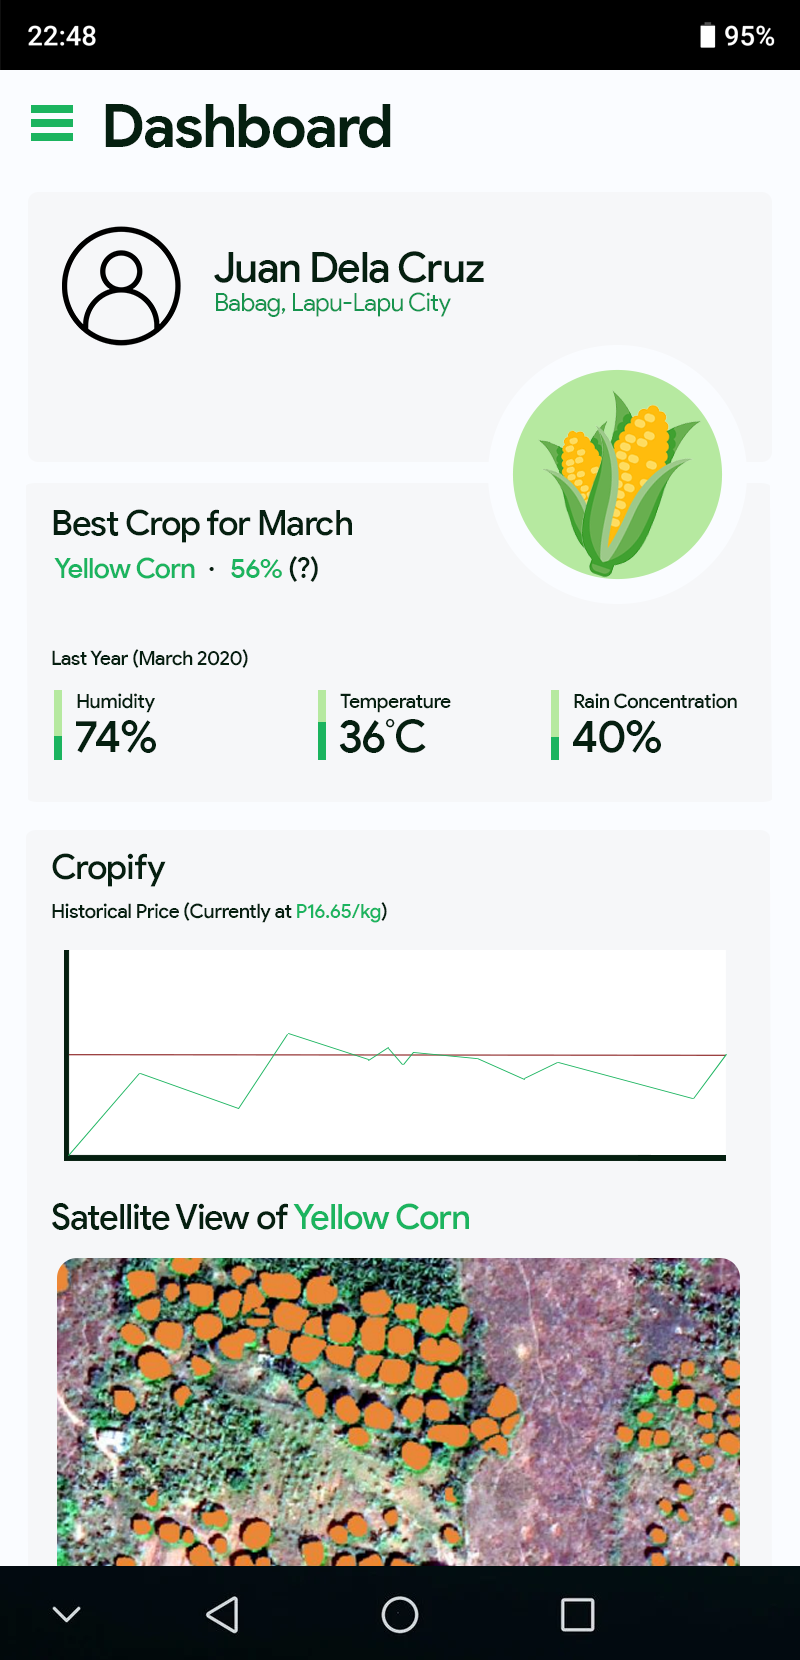 22:48
95%
Dashboard
Juan Dela Cruz
Babag, Lapu-Lapu City
Best Crop for March
Yellow Corn · 56% (?)
Last Year (March 2020)
Humidity
74%
Temperature
36°C
Rain Concentration
40%
Cropify
Historical Price (Currently at P16.65/kg)
Satellite View of Yellow Corn